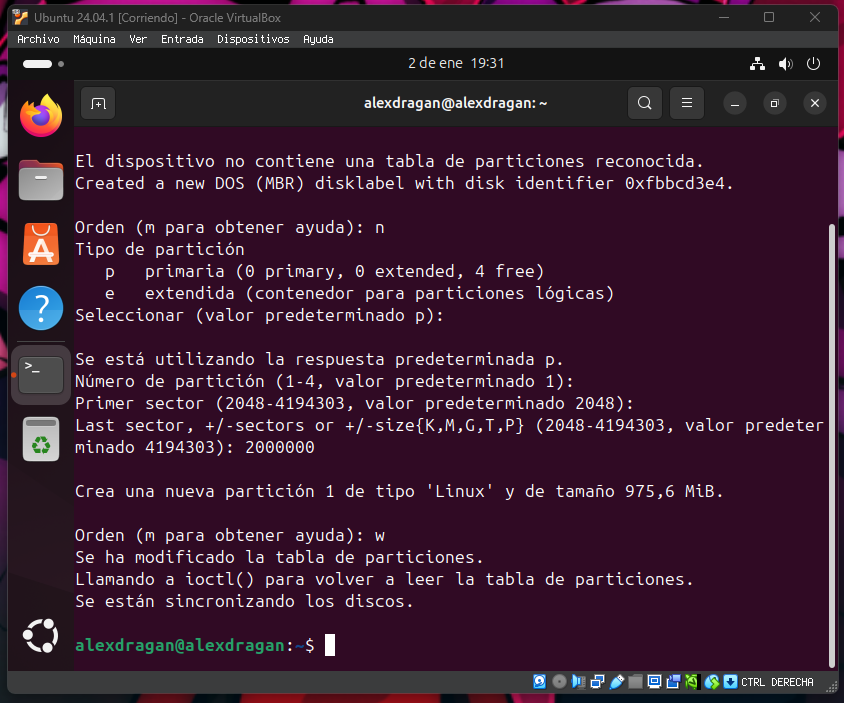 Ubuntu 24.04.1 [Corriendo] - Oracle VirtualBox
Archivo Máquina Ver Entrada Dispositivos Ayuda
2 de ene 19:31
alexdragan@alexdragan: ~
El dispositivo no contiene una tabla de particiones reconocida.
Created a new DOS (MBR) disklabel with disk identifier 0xfbbcd3e4.
Orden (m para obtener ayuda): n
Tipo de partición
p primaria (0 primary, 0 extended, 4 free)
e extendida (contenedor para particiones lógicas)
Seleccionar (valor predeterminado p):
Se está utilizando la respuesta predeterminada p.
Número de partición (1-4, valor predeterminado 1):
Primer sector (2048-4194303, valor predeterminado 2048):
Last sector, +/-sectors or +/-size{K,M,G,T,P} (2048-4194303, valor predeter
minado 4194303): 2000000
Crea una nueva partición 1 de tipo 'Linux' y de tamaño 975,6 MiB.
Orden (m para obtener ayuda): w
Se ha modificado la tabla de particiones.
Llamando a ioctl() para volver a leer la tabla de particiones.
Se están sincronizando los discos.
alexdragan@alexdragan:~$
CTRL DERECHA